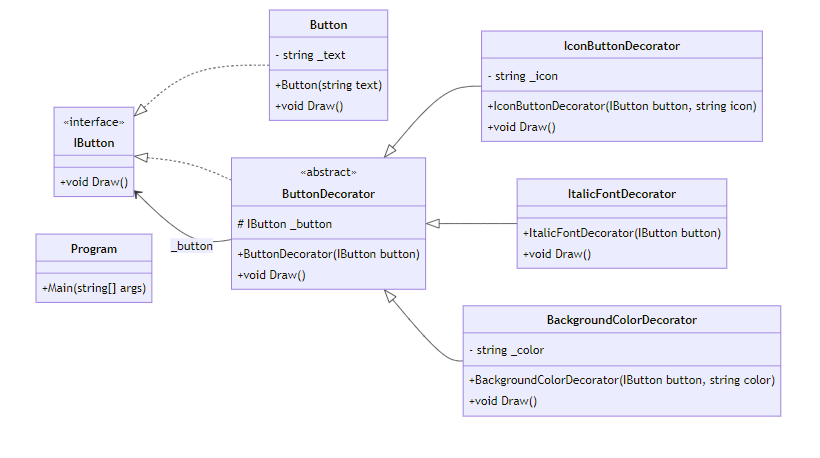 Button
- string _text
+Button(string text)
+void Draw()
IconButtonDecorator
- string _icon
+IconButtonDecorator(IButton button, string icon)
+void Draw()
«interface»
IButton
+void Draw()
«abstract»
ButtonDecorator
# IButton _button
+ButtonDecorator(IButton button)
+void Draw()
ItalicFontDecorator
+ItalicFontDecorator(IButton button)
+void Draw()
_button
Program
+Main(string[] args)
BackgroundColorDecorator
- string _color
+BackgroundColorDecorator(IButton button, string color)
+void Draw()